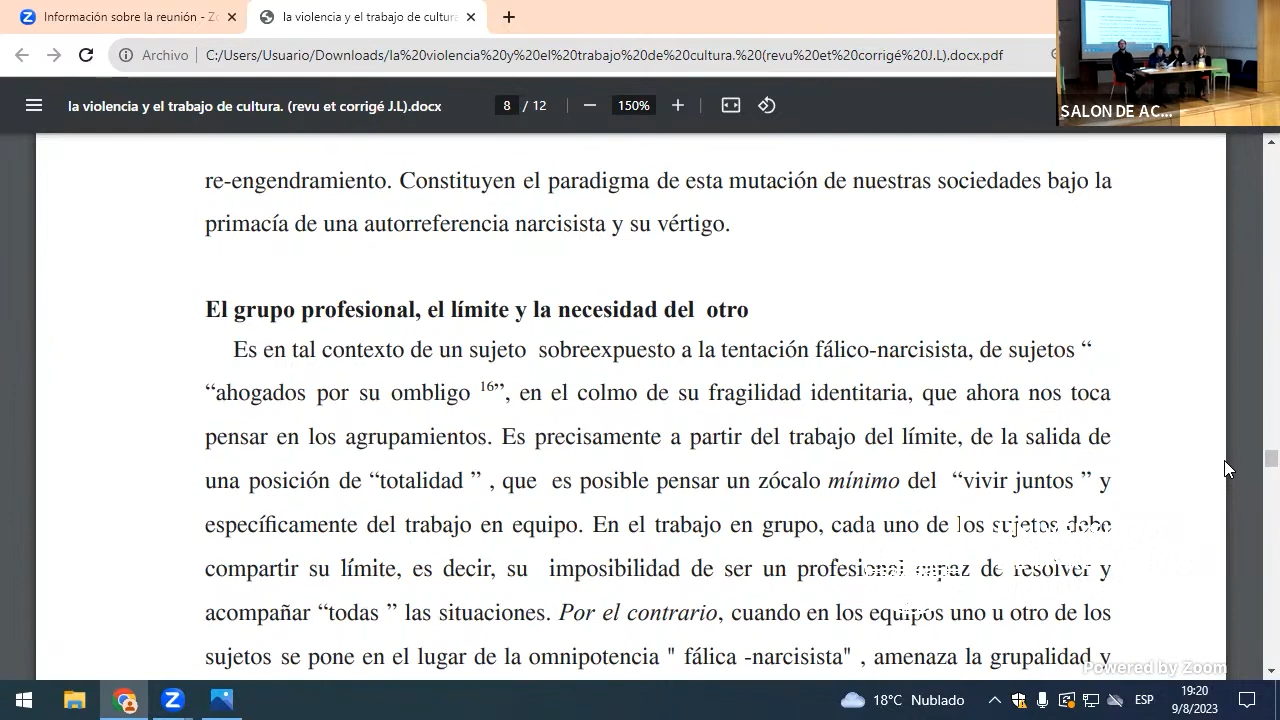 Información sobre la reunión - Zo
la violencia y el trabajo de cultura
Archivo
C:/Users/Usuario/Downloads/la
el%20trabajo%20de%20cultura.%20(revu%20et%20corrigé%20J.L).docx.pdf
la violencia y el trabajo de cultura. (revu et corrigé J.L).docx
8 / 12
150%
SALON DE AC...
re-engendramiento. Constituyen el paradigma de esta mutación de nuestras sociedades bajo la
primacía de una autorreferencia narcisista y su vértigo.
El grupo profesional, el límite y la necesidad del otro
Es en tal contexto de un sujeto sobreexpuesto a la tentación fálico-narcisista, de sujetos “
“ahogados por su ombligo 16”, en el colmo de su fragilidad identitaria, que ahora nos toca
pensar en los agrupamientos. Es precisamente a partir del trabajo del límite, de la salida de
una posición de “totalidad ” , que es posible pensar un zócalo mínimo del “vivir juntos ” y
específicamente del trabajo en equipo. En el trabajo en grupo, cada uno de los sujetos debe
compartir su límite, es decir, su imposibilidad de ser un profesional capaz de resolver y
acompañar “todas ” las situaciones. Por el contrario, cuando en los equipos uno u otro de los
sujetos se pone en el lugar de la omnipotencia " fálica -narcisista" , amenaza la grupalidad y
Powered by Zoom
18°C Nublado
ESP
19:20
9/8/2023